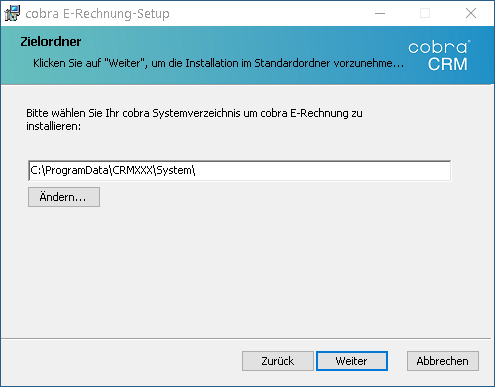 cobra E-Rechnung-Setup
Zielordner
Klicken Sie auf "Weiter", um die Installation im Standardordner vorzunehme...
cobra
CRM
Bitte wählen Sie Ihr cobra Systemverzeichnis um cobra E-Rechnung zu
installieren:
C:\ProgramData\CRMXXX\System\
Ändern...
Zurück
Weiter
Abbrechen